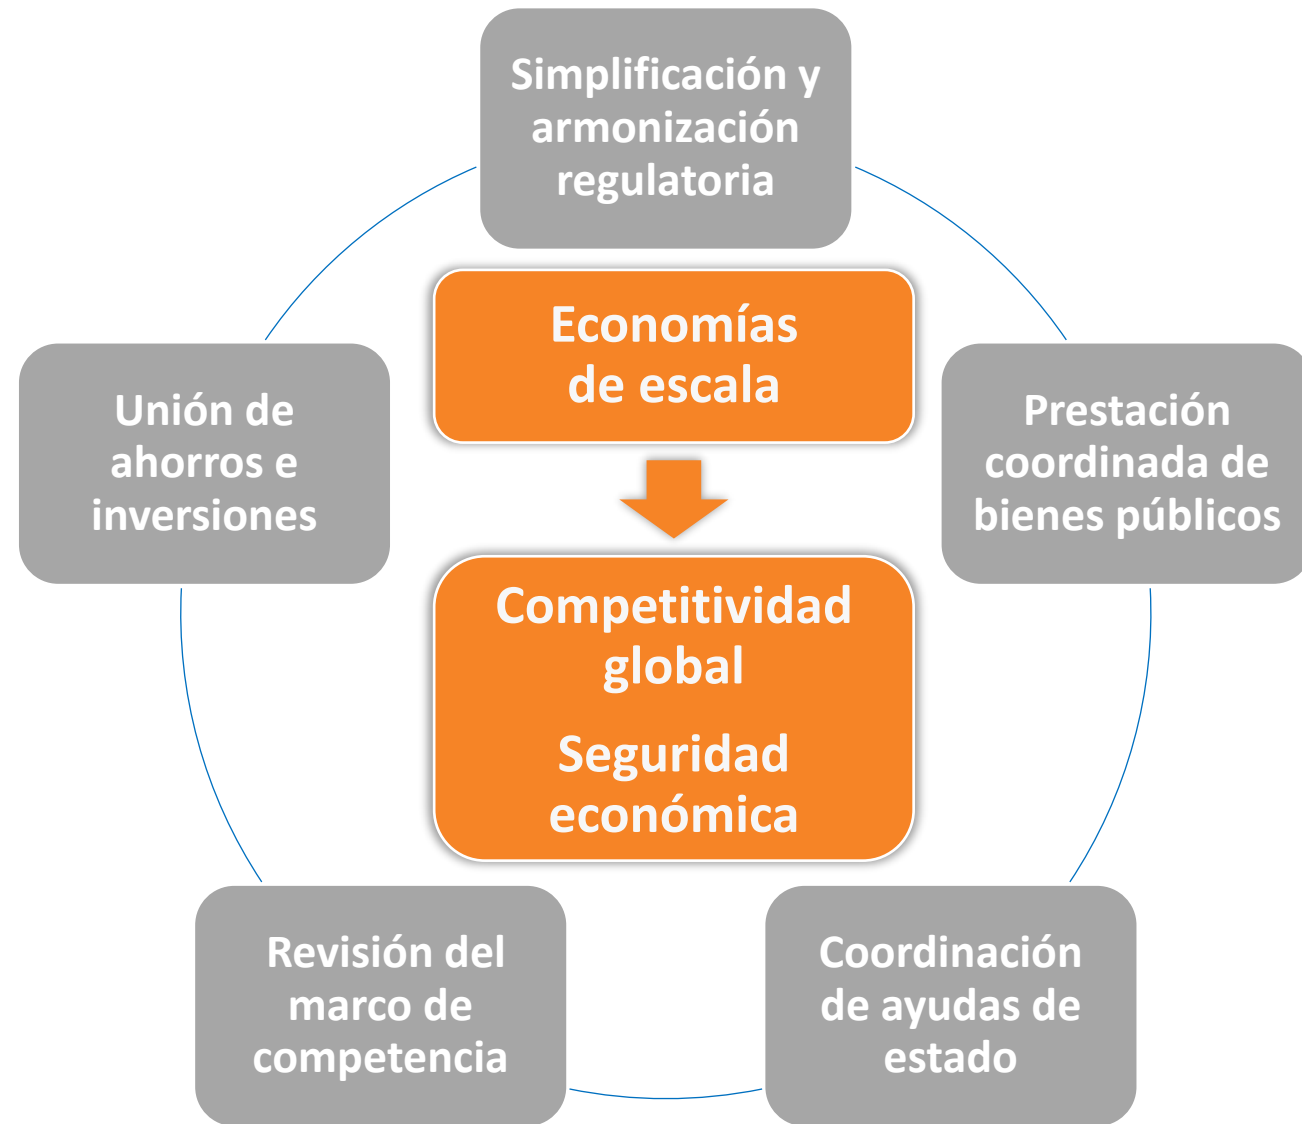 Simplificación y
armonización
regulatoria
Economías
de escala
Unión de
ahorros e
inversiones
Prestación
coordinada de
bienes públicos
Competitividad
global
Seguridad
económica
Revisión del
marco de
competencia
Coordinación
de ayudas de
estado